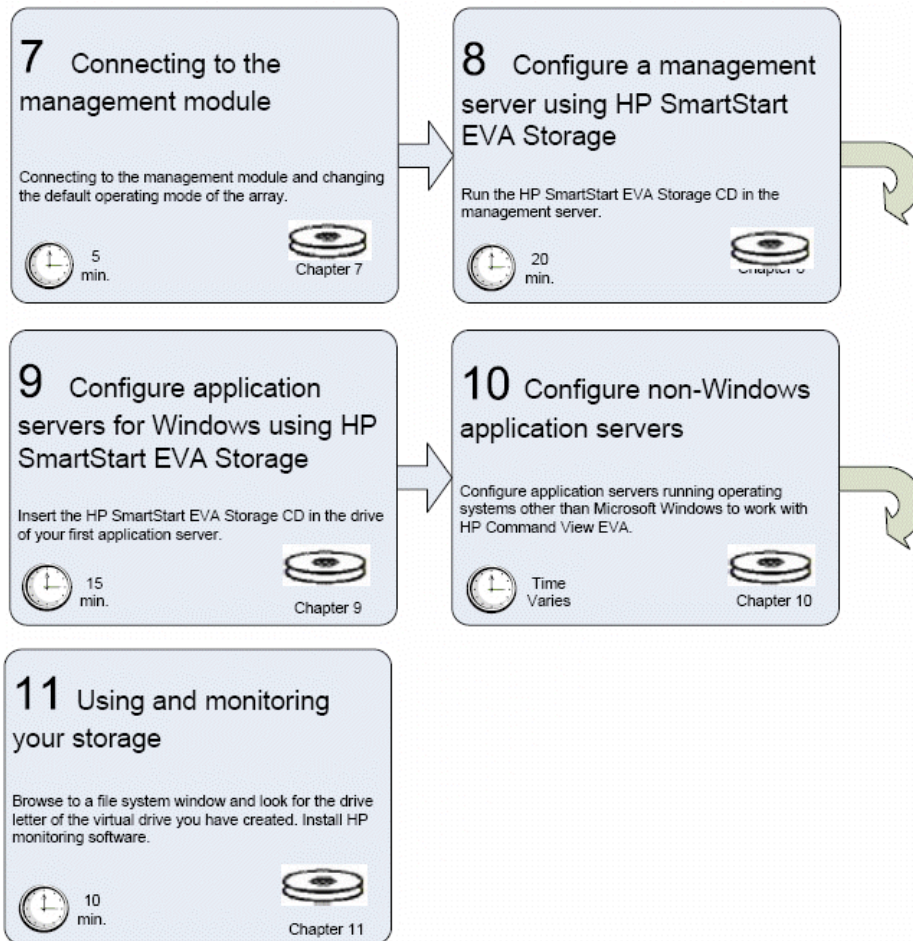 7 Connecting to the
management module
Connecting to the management module and changing
the default operating mode of the array.
5
min.
Chapter 7
8 Configure a management
server using HP SmartStart
EVA Storage
Run the HP SmartStart EVA Storage CD in the
management server.
20
min.
9 Configure application
servers for Windows using HP
SmartStart EVA Storage
Insert the HP SmartStart EVA Storage CD in the drive
of your first application server.
15
min.
Chapter 9
10 Configure non-Windows
application servers
Configure application servers running operating
systems other than Microsoft Windows to work with
HP Command View EVA.
Time
Varies
Chapter 10
11 Using and monitoring
your storage
Browse to a file system window and look for the drive
letter of the virtual drive you have created. Install HP
monitoring software.
10
min.
Chapter 11